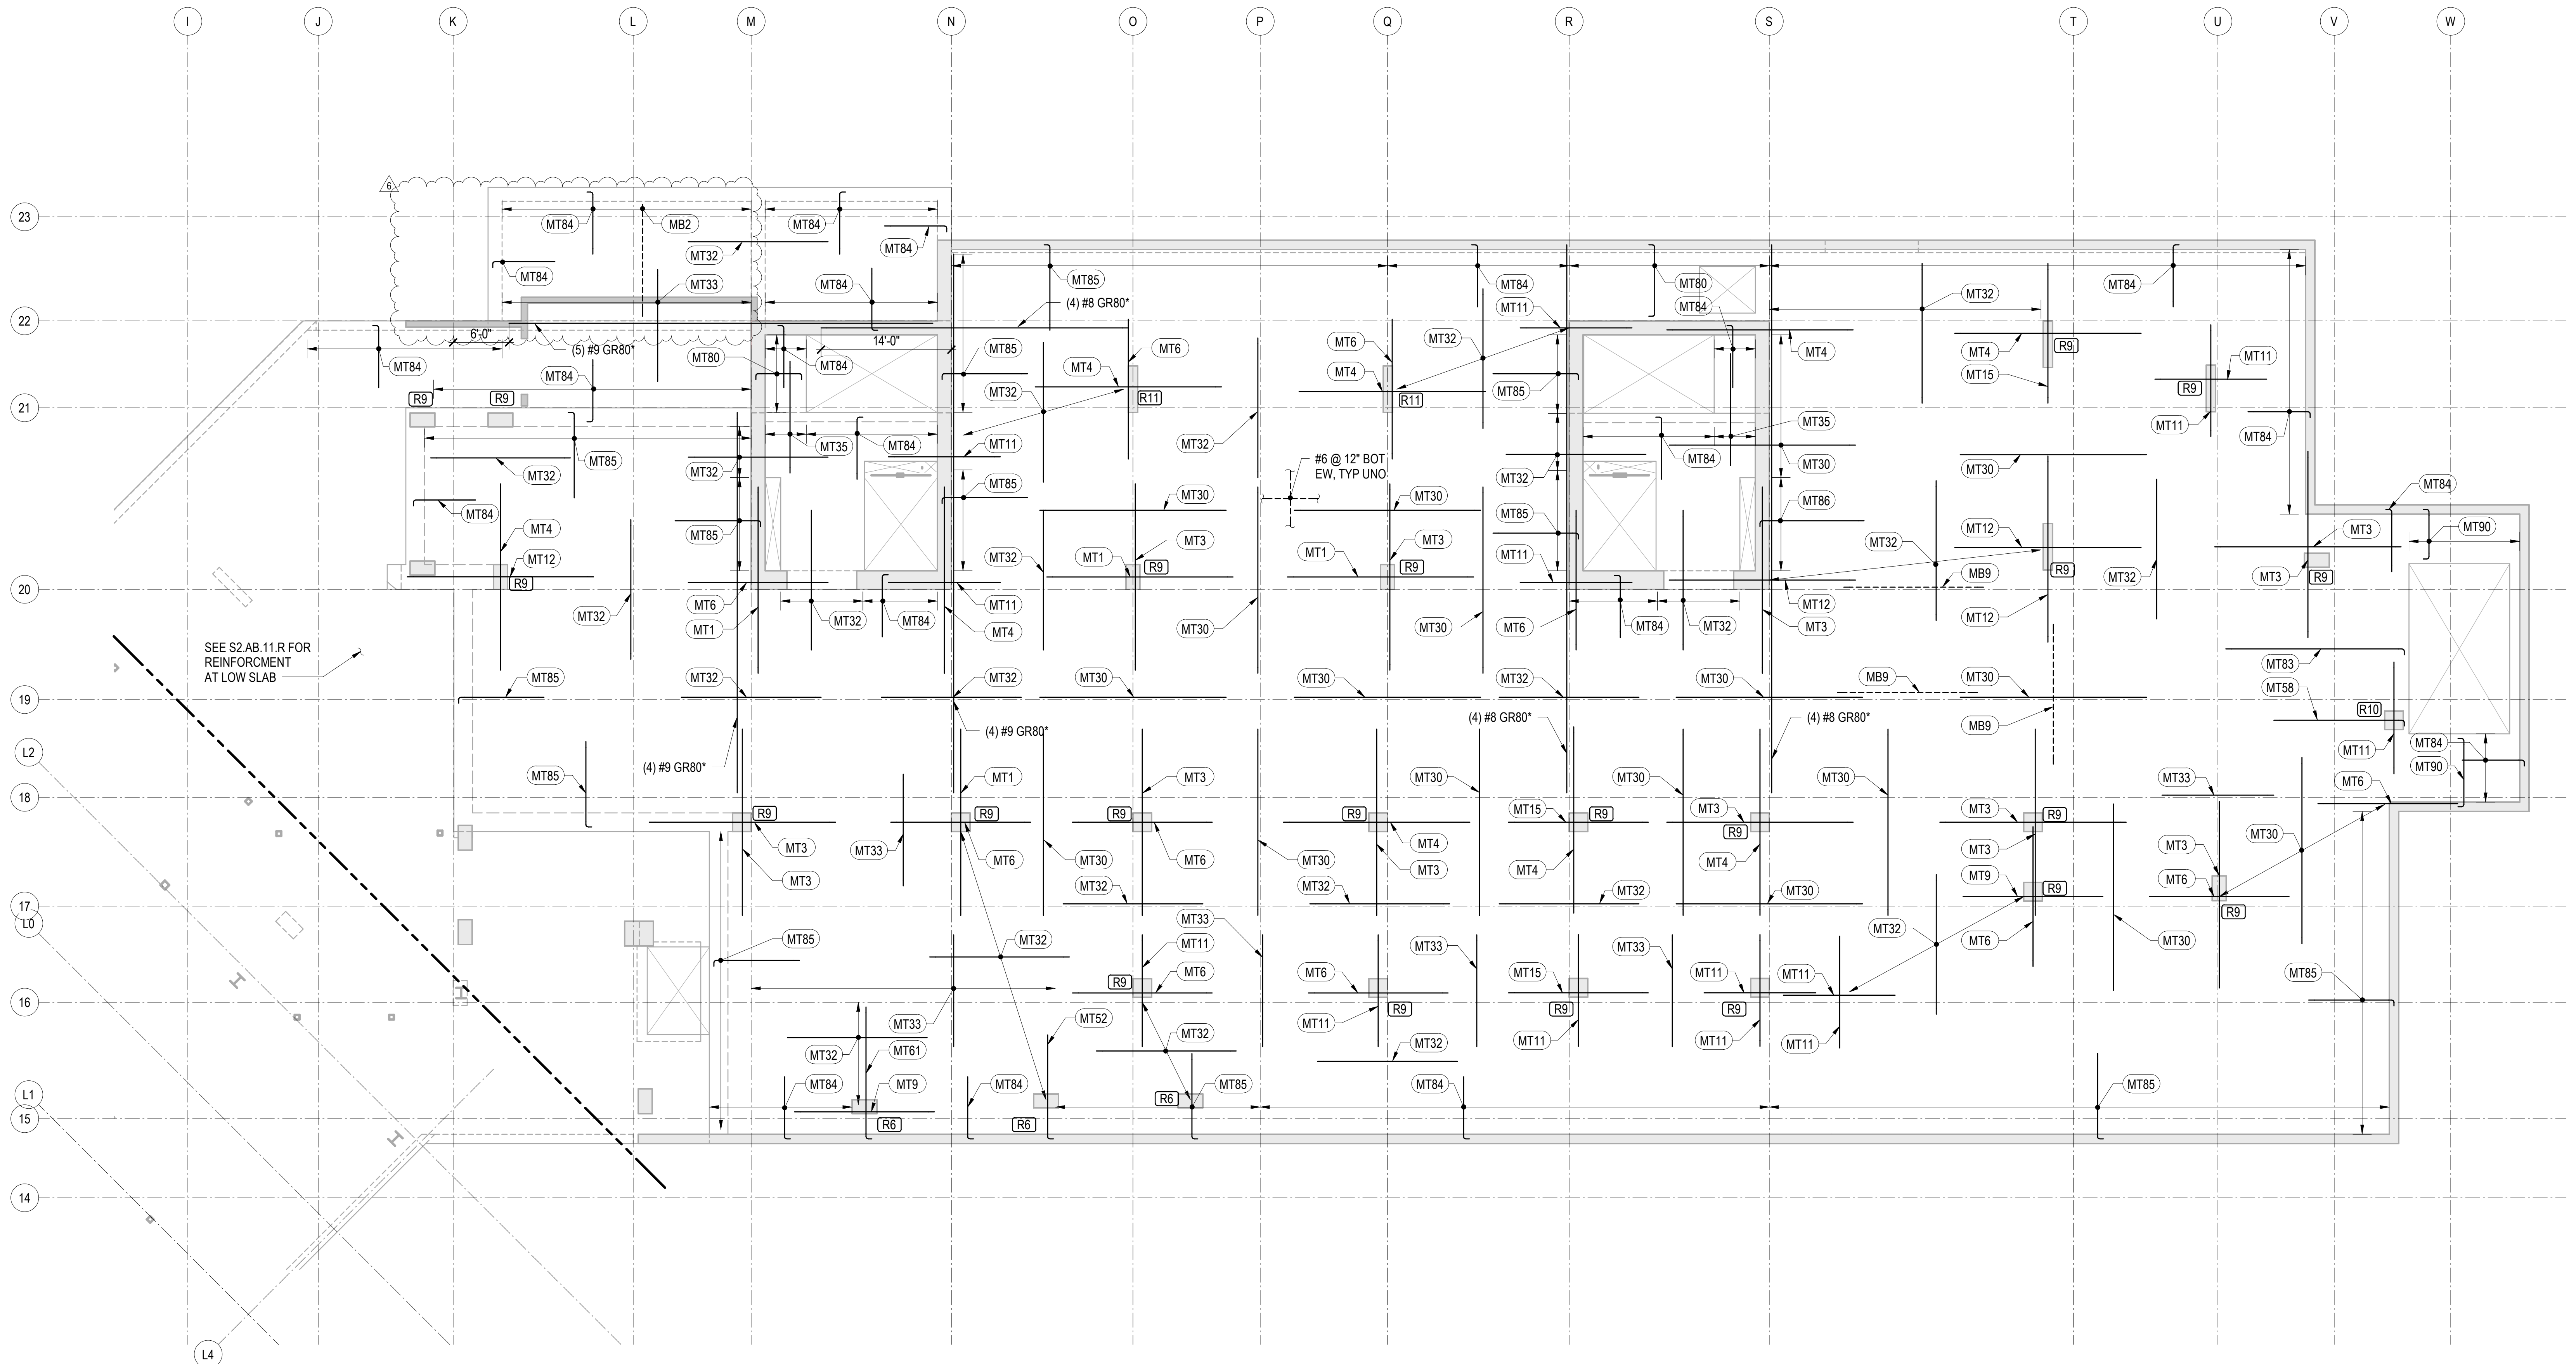 I J K L M N O P Q R S T U V W
6
23
MT84 MB2 MT84
MT84
MT32
MT84
MT33 MT84 MT85 MT84 MT80 MT32 MT84
(4) #8 GR80* MT11 MT84
22
6'-0" 14'-0"
(5) #9 GR80*
MT84 MT80 MT84 MT85 MT4 MT6 MT6 MT32 MT4 MT4 R9
MT84 MT32 R11 MT4 R11 MT85 MT15 R9 MT11
21
R9 R9
MT85 MT32 MT35 MT84 MT11 MT32 MT32 MT84 MT35 MT30 MT30 MT11 MT84
#6 @ 12" BOT
EW, TYP UNO
MT32
MT84 MT85 MT85 MT30 MT30 MT85 MT86 MT84
MT4 MT12 R9 MT32 MT1 MT3 R9 MT1 MT3 R9 MT11 MT32 MT12 R9 MT32 MT3 MT3 R9 MT90
20
MB9
MT32 MT6 MT1 MT32 MT84 MT11 MT4 MT30 MT30 MT6 MT84 MT32 MT12 MT3 MT12
SEE S2.AB.11.R FOR
REINFORCMENT
AT LOW SLAB
MT85 MT32 MT32 MT30 MT30 MT32 MT30 MB9 MT30 MT83
19
MT58
(4) #9 GR80* (4) #9 GR80* (4) #8 GR80* (4) #8 GR80* MB9 R10 MT11
L2
MT85 MT1 MT3 MT30 MT30 MT30 MT33 MT6 MT84 MT90
18
R9 MT3 MT3 MT33 R9 MT6 MT30 R9 MT6 MT30 R9 MT4 MT3 MT15 R9 MT4 MT3 R9 MT4 MT3 R9 MT3 MT3 MT30
MT32 MT32 MT32 MT30 MT9 R9 MT6 R9
17
L0
MT85 MT32 MT11 R9 MT6 MT33 MT6 MT33 MT15 MT33 MT11 MT11 MT32 MT6 MT30 MT85
16
MT33 MT52 MT11 R9 R9 MT11 R9 MT11 MT11
MT32 MT61 MT32 MT32
L1
MT84 MT9 MT84 R6 MT85 MT84 MT85
15
R6 R6
14
L4